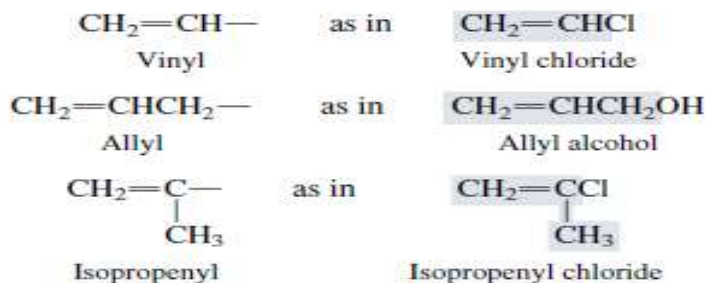 CH₂=CH— as in CH₂=CHCl
Vinyl Vinyl chloride
CH₂=CHCH₂— as in CH₂=CHCH₂OH
Allyl Allyl alcohol
CH₂=C— as in CH₂=CCl
CH₃ CH₃
Isopropenyl Isopropenyl chloride